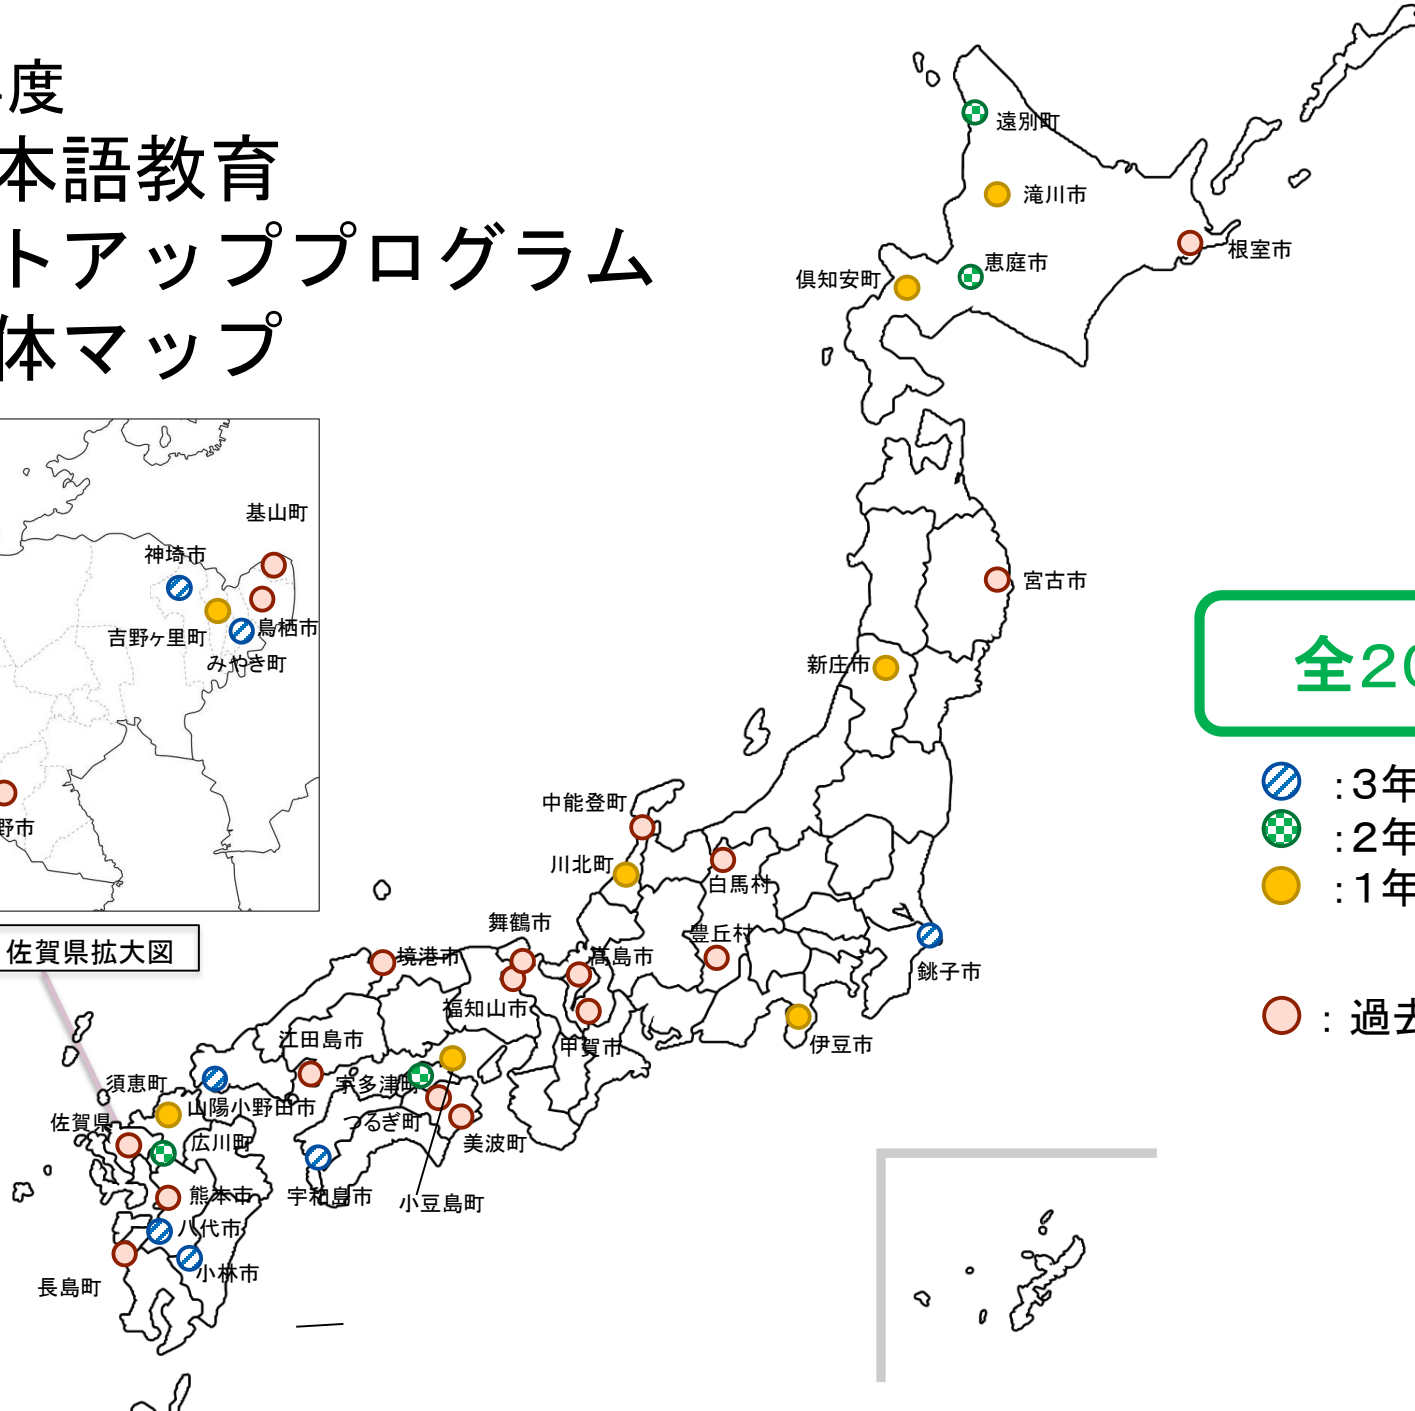 年度
本語教育
トアッププログラム
体マップ
遠別町
滝川市
根室市
恵庭市
倶知安町
基山町
神埼市
鳥栖市
吉野ヶ里町
みやき町
野市
佐賀県拡大図
宮古市
新庄市
全20
:3年
:2年
:1年
: 過去
中能登町
川北町
白馬村
舞鶴市
豊丘村
境港市
高島市
銚子市
福知山市
江田島市
甲賀市
伊豆市
須恵町
宇多津町
山陽小野田市
佐賀県
つるぎ町
広川町
美波町
熊本市
宇和島市
小豆島町
八代市
小林市
長島町